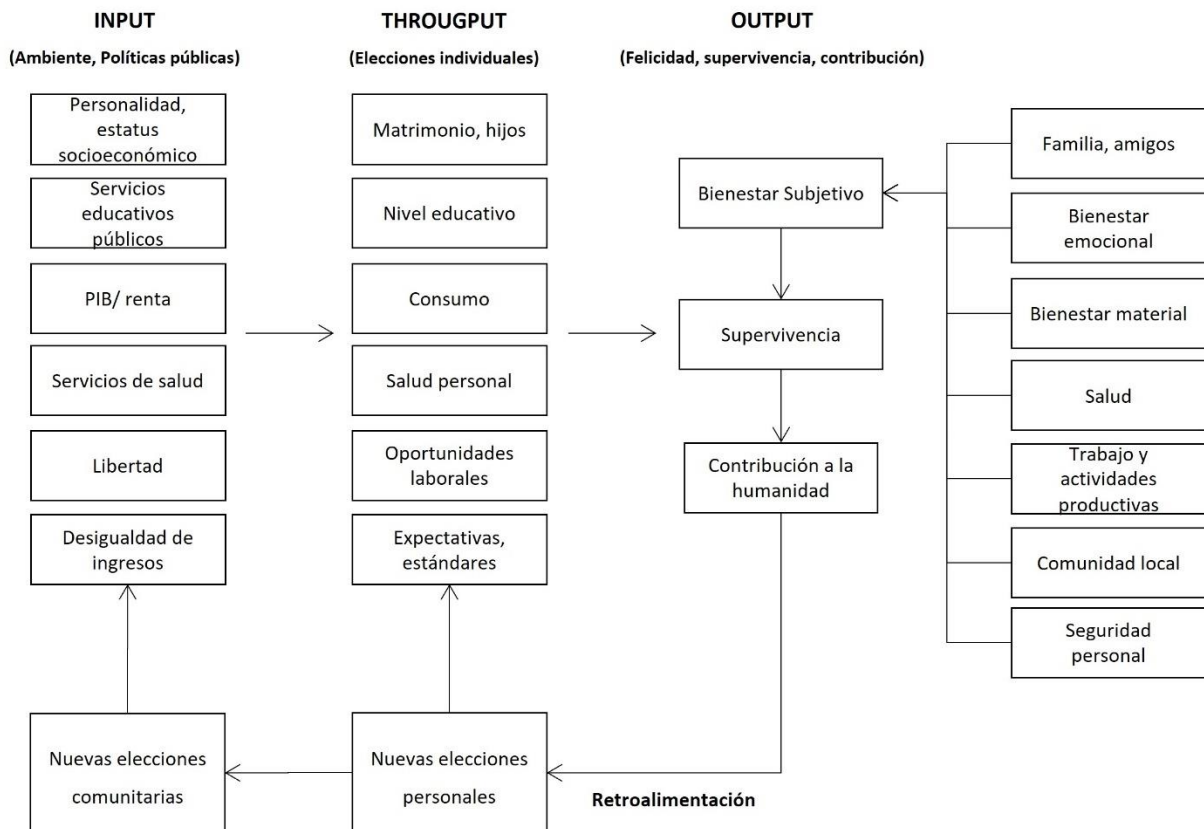 INPUT
(Ambiente, Políticas públicas)
Personalidad,
estatus
socioeconómico
Servicios
educativos
públicos
PIB/ renta
Servicios de salud
Libertad
Desigualdad de
ingresos
Nuevas elecciones
comunitarias
THROUGPUT
(Elecciones individuales)
Matrimonio, hijos
Nivel educativo
Consumo
Salud personal
Oportunidades
laborales
Expectativas,
estándares
Nuevas elecciones
personales
OUTPUT
(Felicidad, supervivencia, contribución)
Bienestar Subjetivo
Supervivencia
Contribución a la
humanidad
Retroalimentación
Familia, amigos
Bienestar
emocional
Bienestar material
Salud
Trabajo y
actividades
productivas
Comunidad local
Seguridad
personal